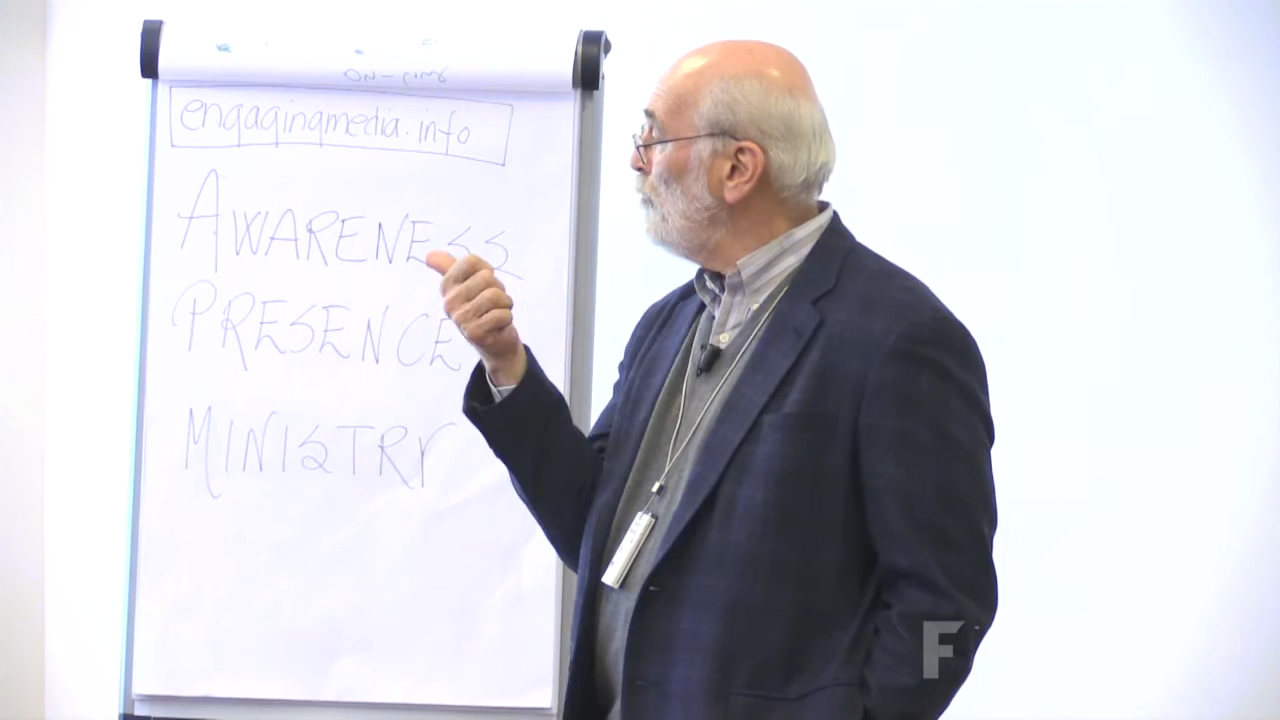 engagingmedia.info
AWARENESS
PRESENCE
MINISTRY
F